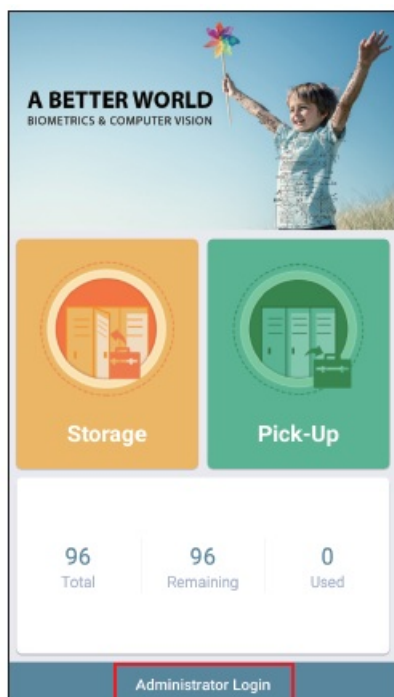 A BETTER WORLD
BIOMETRICS & COMPUTER VISION
Storage
Pick-Up
96
96
0
Total
Remaining
Used
Administrator Login